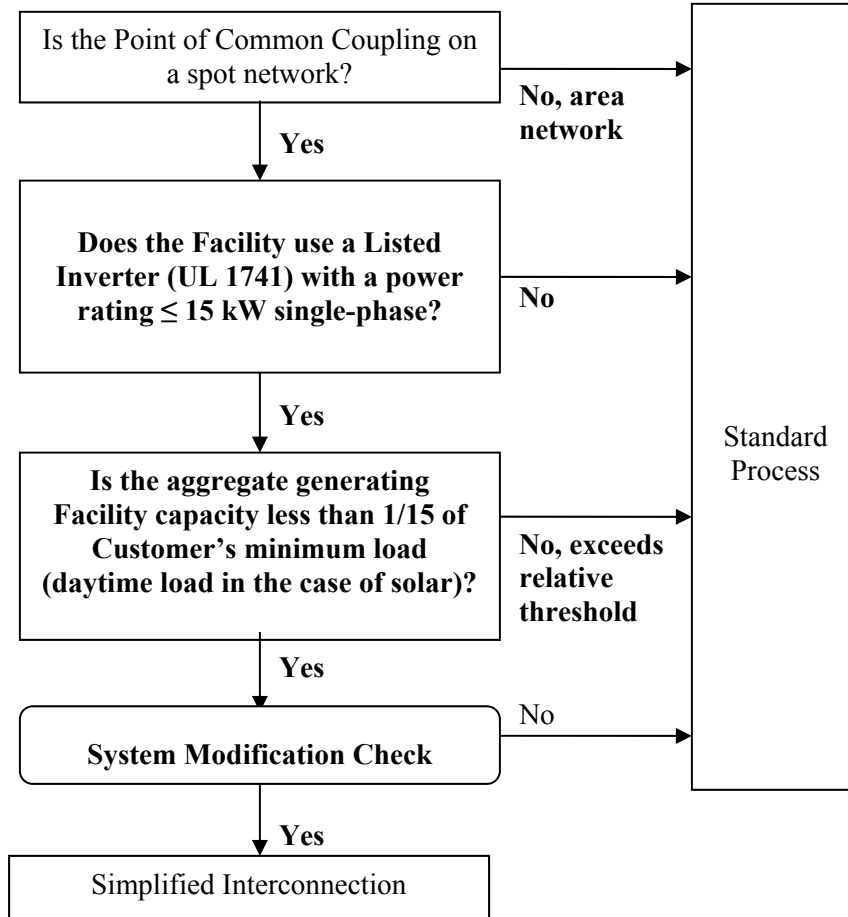 Is the Point of Common Coupling on
a spot network?
No, area
network
Yes
Does the Facility use a Listed
Inverter (UL 1741) with a power
rating ≤ 15 kW single-phase?
No
Yes
Is the aggregate generating
Facility capacity less than 1/15 of
Customer’s minimum load
(daytime load in the case of solar)?
No, exceeds
relative
threshold
Yes
System Modification Check
No
Yes
Simplified Interconnection
Standard
Process